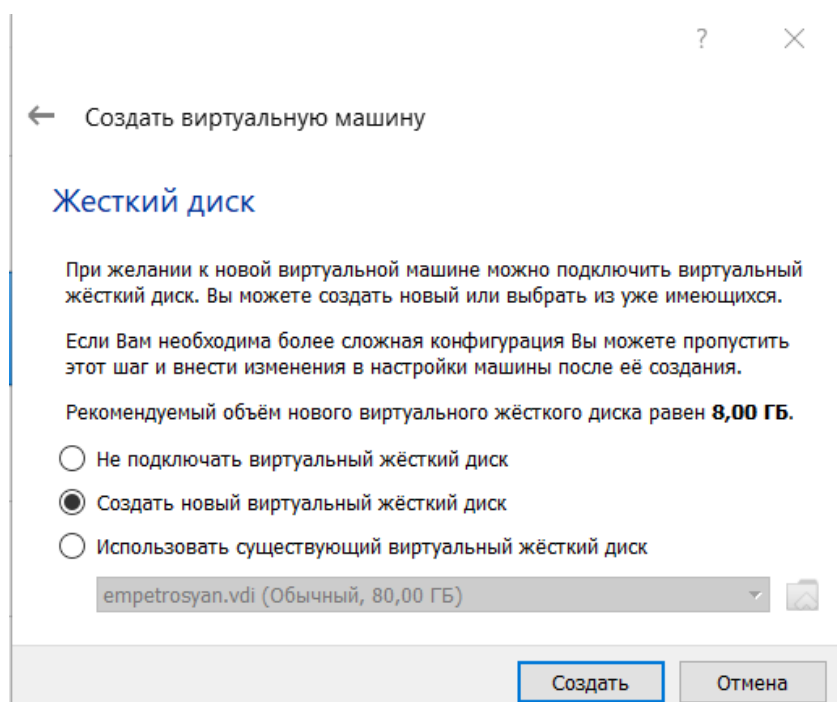 ?
Создать виртуальную машину
Жесткий диск
При желании к новой виртуальной машине можно подключить виртуальный
жёсткий диск. Вы можете создать новый или выбрать из уже имеющихся.
Если Вам необходима более сложная конфигурация Вы можете пропустить
этот шаг и внести изменения в настройки машины после её создания.
Рекомендуемый объём нового виртуального жёсткого диска равен 8,00 ГБ.
Не подключать виртуальный жёсткий диск
Создать новый виртуальный жёсткий диск
Использовать существующий виртуальный жёсткий диск
empetrosyan.vdi (Обычный, 80,00 ГБ)
Создать Отмена